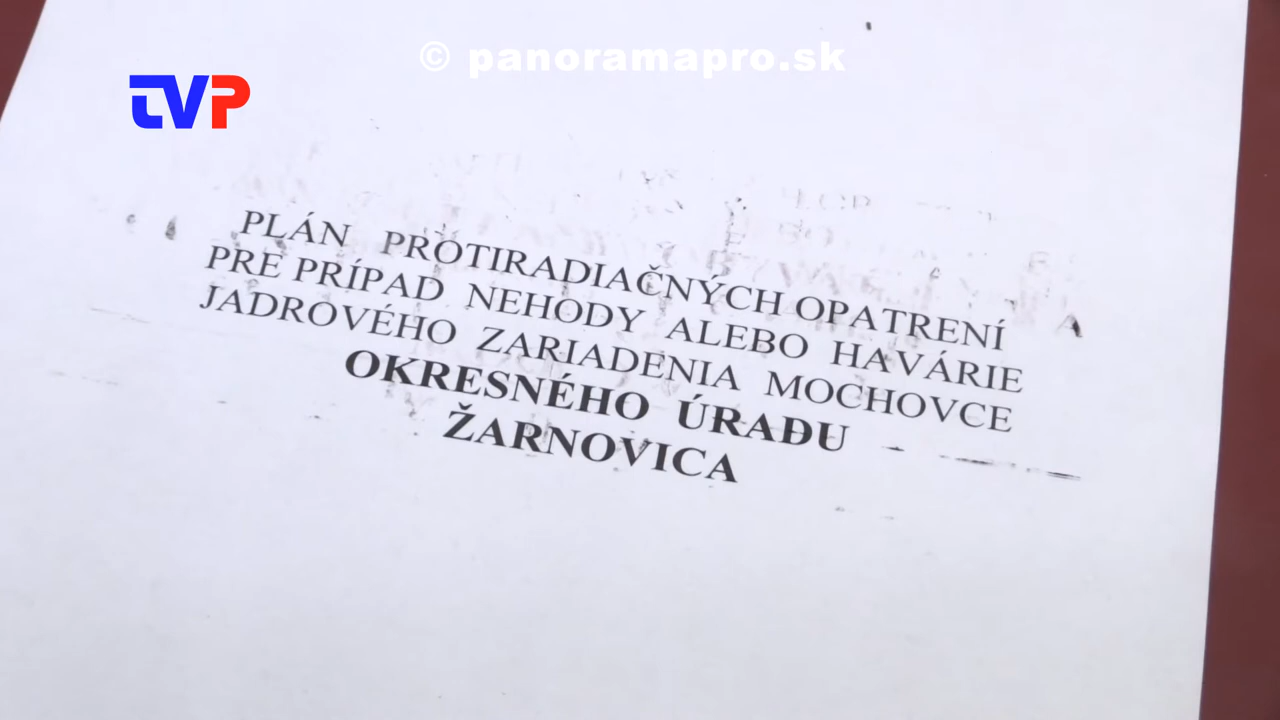 © panoramapro.sk
TVP
PLÁN PROTIRADIAČNÝCH OPATRENÍ
PRE PRÍPAD NEHODY ALEBO HAVÁRIE
JADROVÉHO ZARIADENIA MOCHOVCE
OKRESNÉHO ÚRADU
ŽARNOVICA